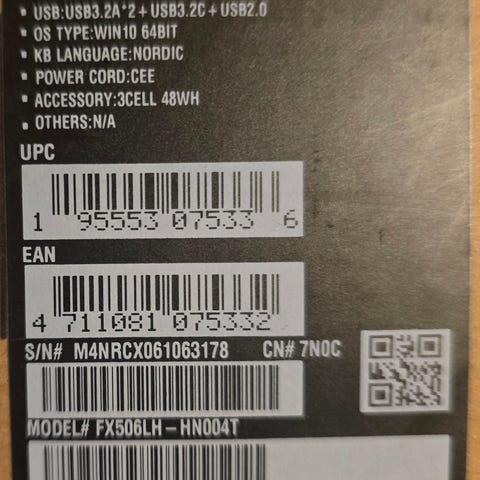 ▪ USB:USB3.2A*2+USB3.2C+USB2.0
▪ OS TYPE:WIN10 64BIT
▪ KB LANGUAGE:NORDIC
▪ POWER CORD:CEE
▪ ACCESSORY:3CELL 48WH
▪ OTHERS:N/A
UPC
1 95553 07533 6
EAN
4 711081 075332
S/N# M4NRCX061063178 CN# 7N0C
MODEL# FX506LH-HN004T